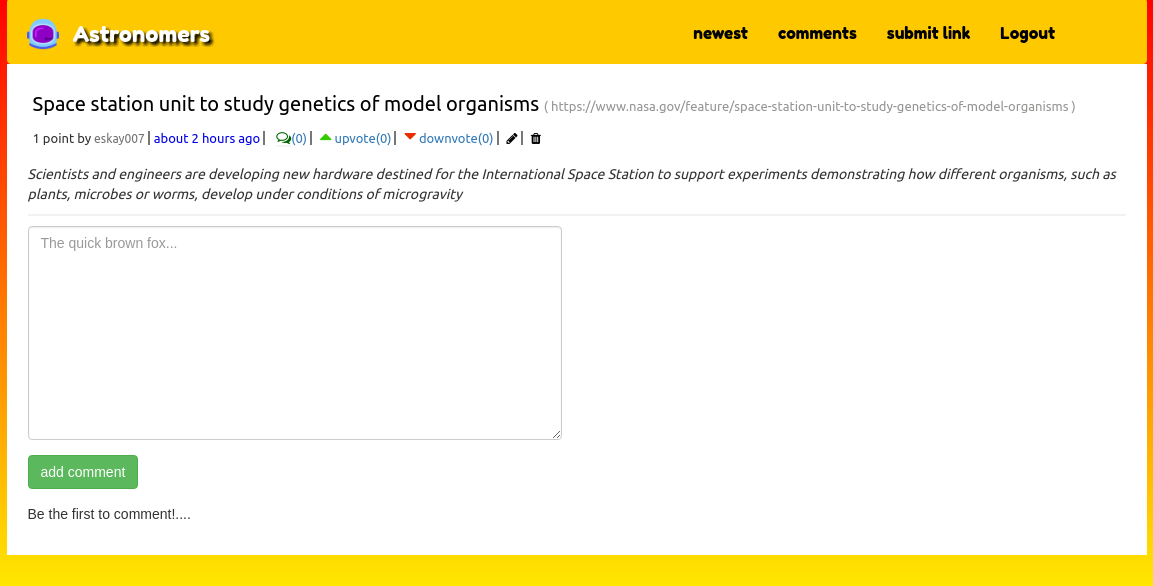 Astronomers newest comments submit link Logout
Space station unit to study genetics of model organisms ( https://www.nasa.gov/feature/space-station-unit-to-study-genetics-of-model-organisms )
1 point by eskay007 | about 2 hours ago | (0) | upvote(0) | downvote(0) | |
Scientists and engineers are developing new hardware destined for the International Space Station to support experiments demonstrating how different organisms, such as
plants, microbes or worms, develop under conditions of microgravity
The quick brown fox...
add comment
Be the first to comment!....